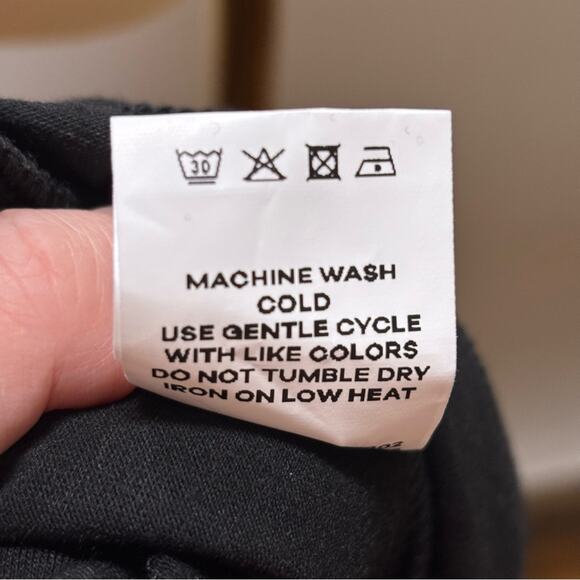 30
MACHINE WASH
COLD
USE GENTLE CYCLE
WITH LIKE COLORS
DO NOT TUMBLE DRY
IRON ON LOW HEAT